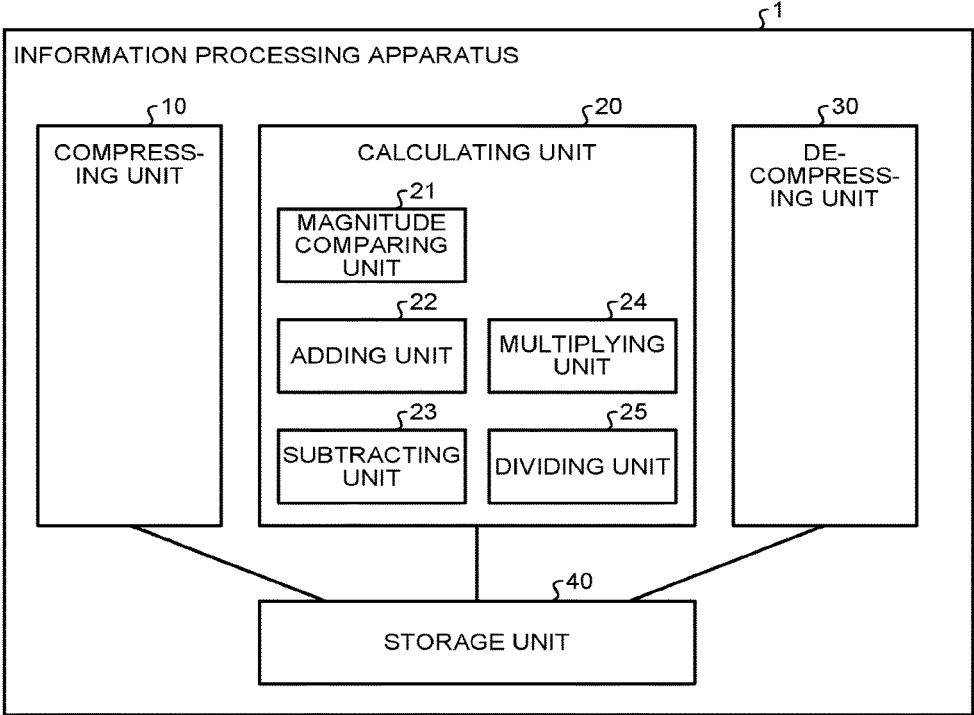 1
INFORMATION PROCESSING APPARATUS
10
COMPRESS-
ING UNIT
20
CALCULATING UNIT
21
MAGNITUDE
COMPARING
UNIT
22
ADDING UNIT
24
MULTIPLYING
UNIT
23
SUBTRACTING
UNIT
25
DIVIDING UNIT
30
DE-
COMPRESS-
ING UNIT
40
STORAGE UNIT